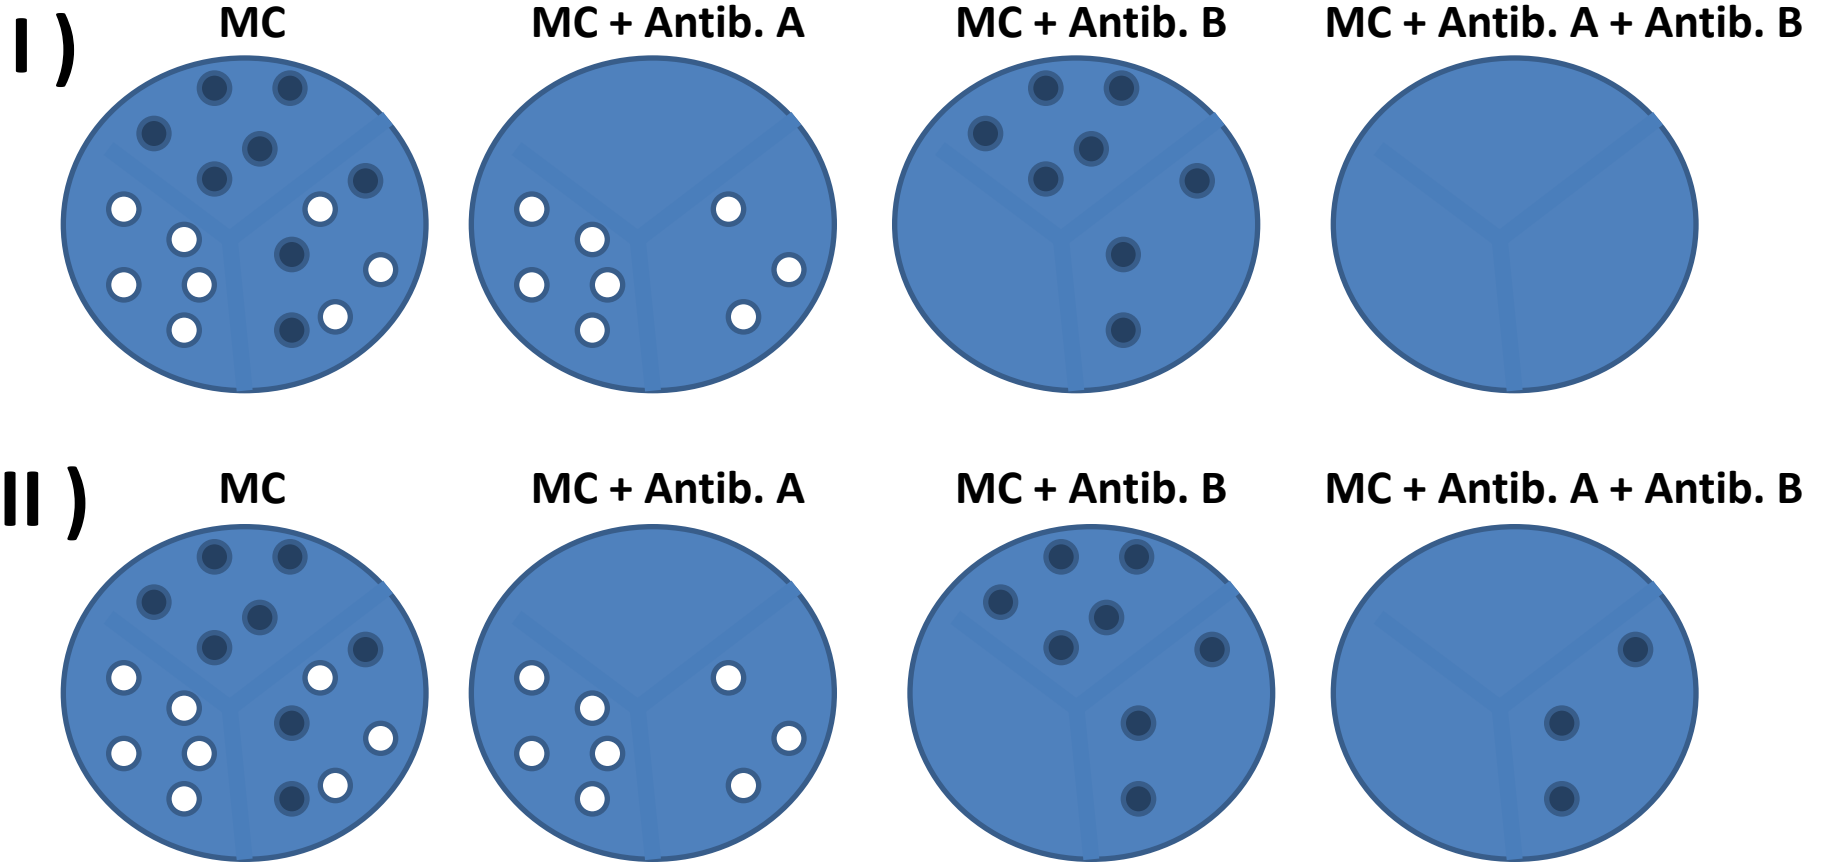 I )
MC
MC + Antib. A
MC + Antib. B
MC + Antib. A + Antib. B
II )
MC
MC + Antib. A
MC + Antib. B
MC + Antib. A + Antib. B